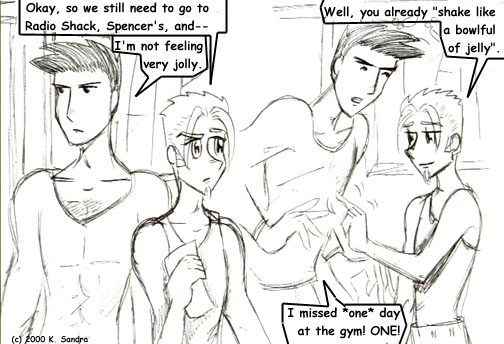 Okay, so we still need to go to
Radio Shack, Spencer's, and--
I'm not feeling
very jolly.
Well, you already "shake like
a bowlful
of jelly".
I missed *one* day
at the gym! ONE!
(c) 2000 K. Sandra